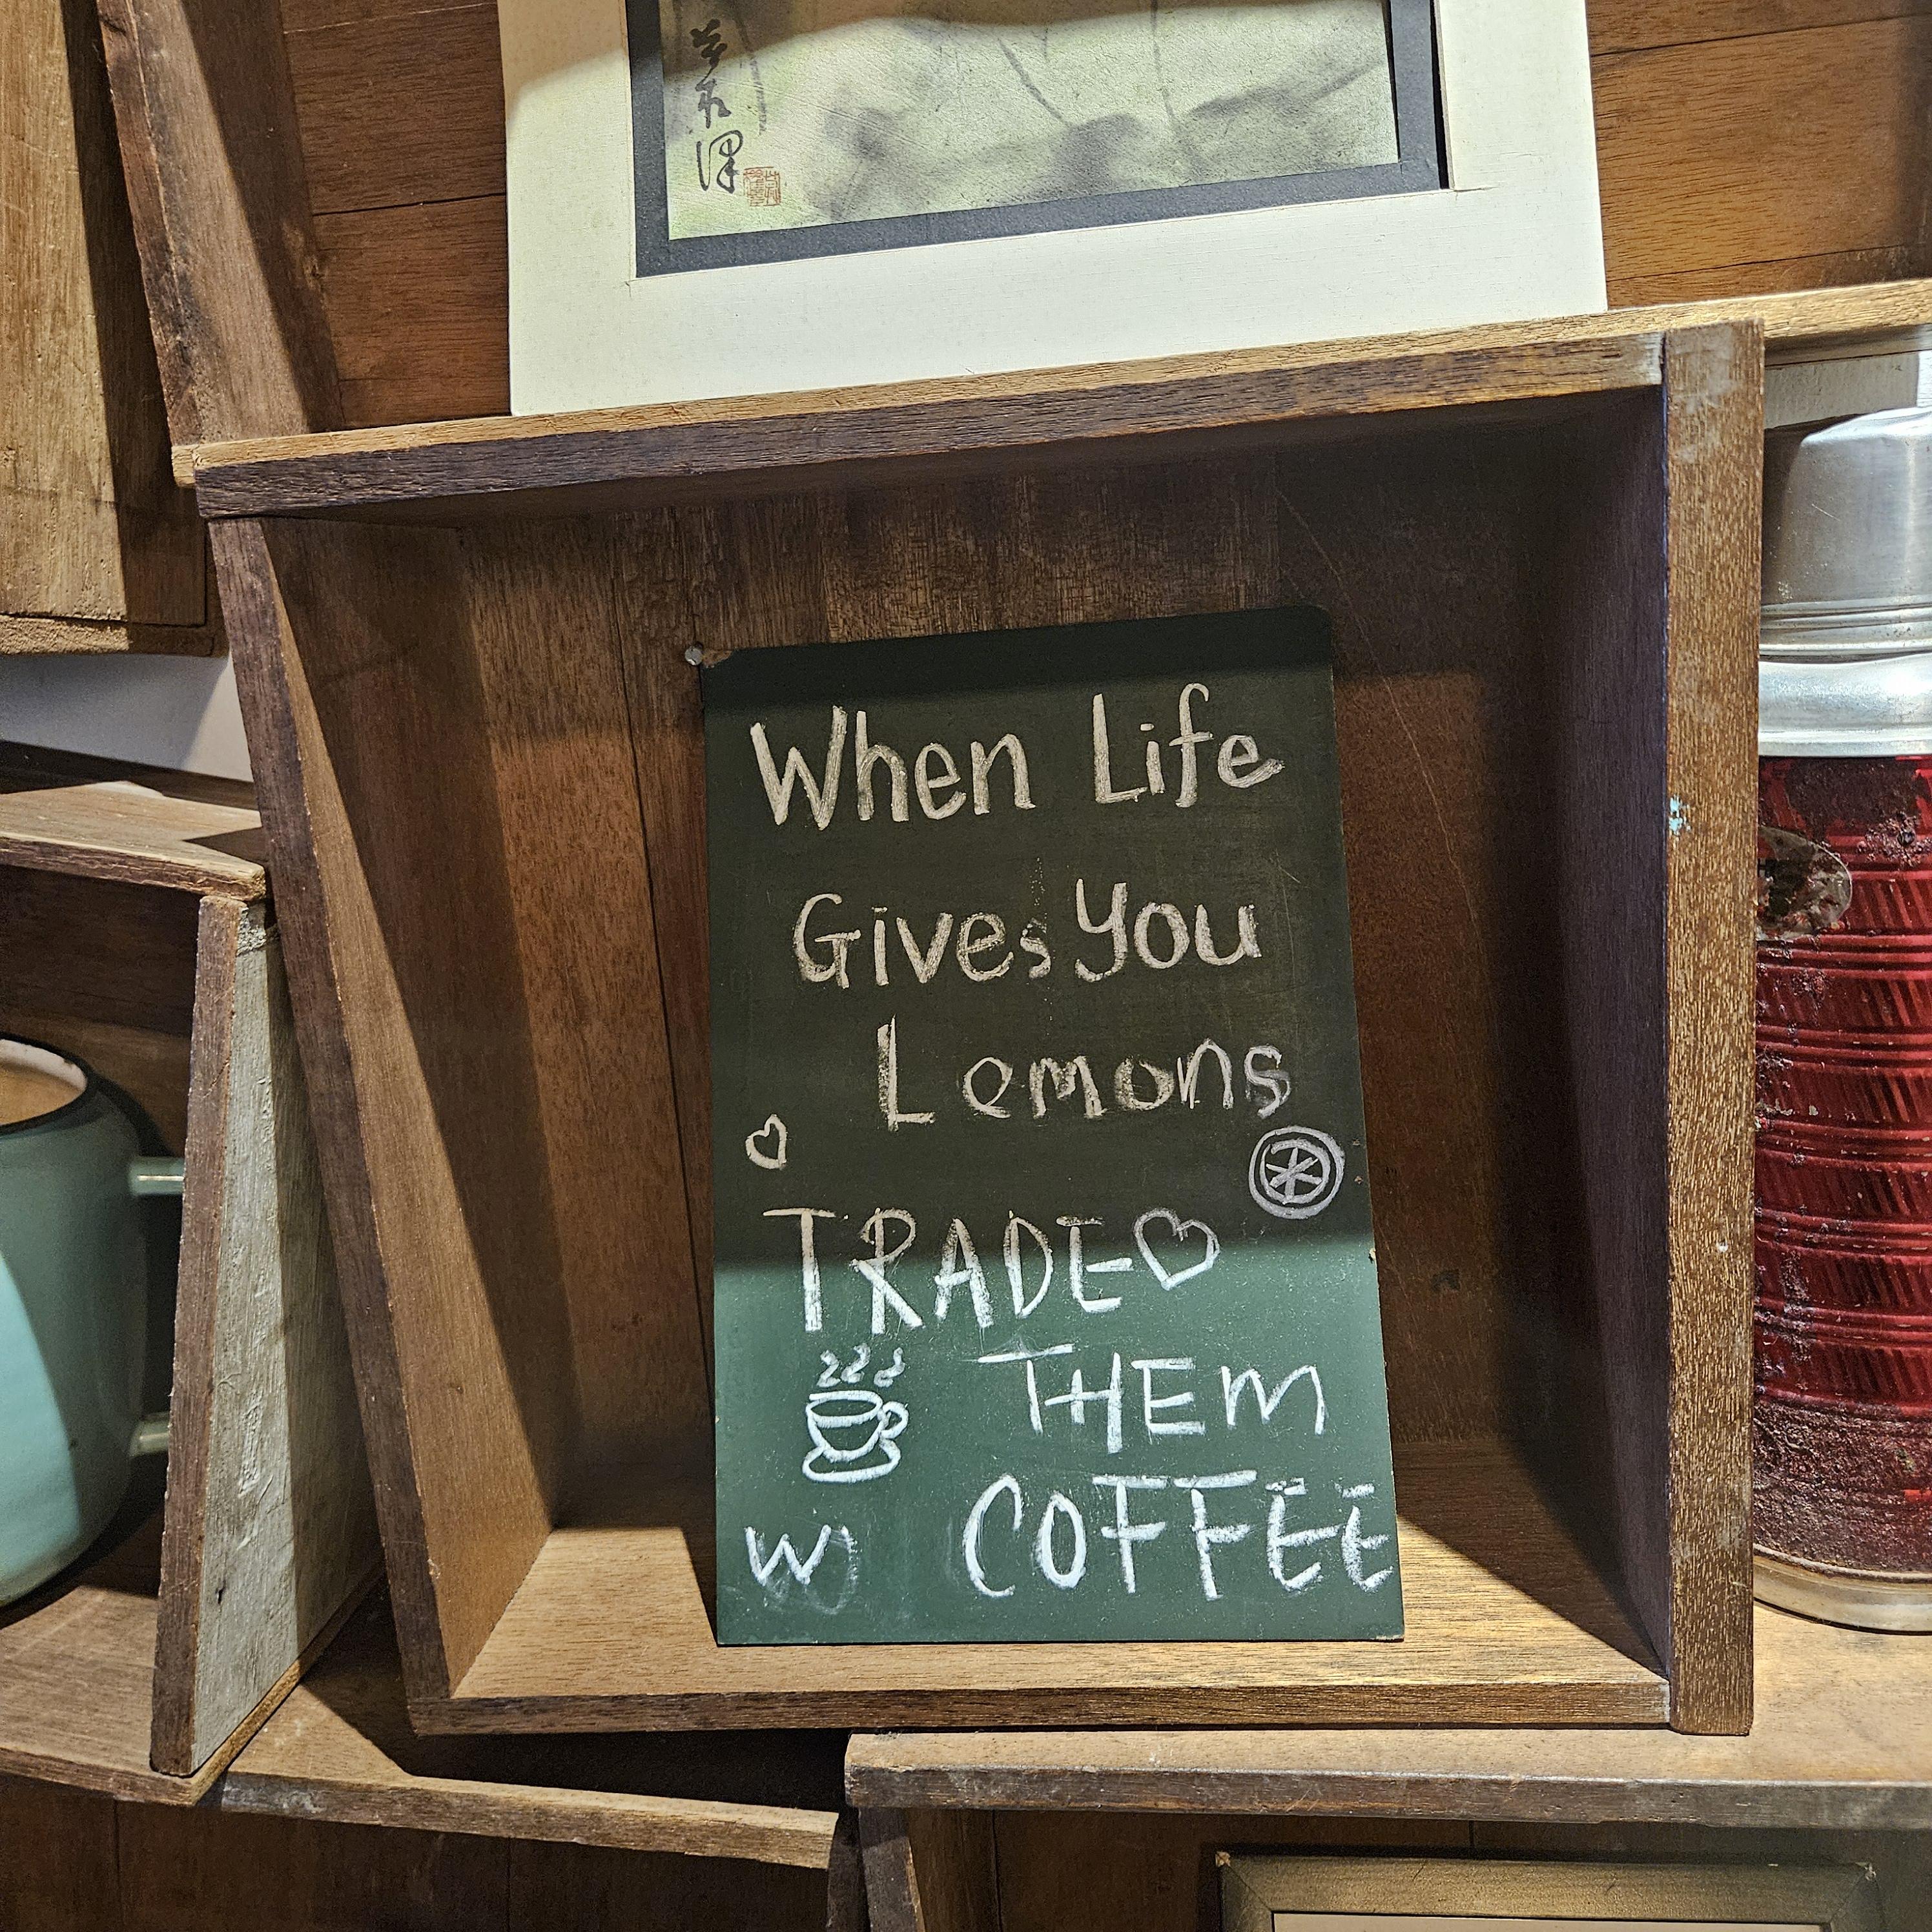 When Life
Gives You
Lemons
TRADE
THEM
COFFEE
W